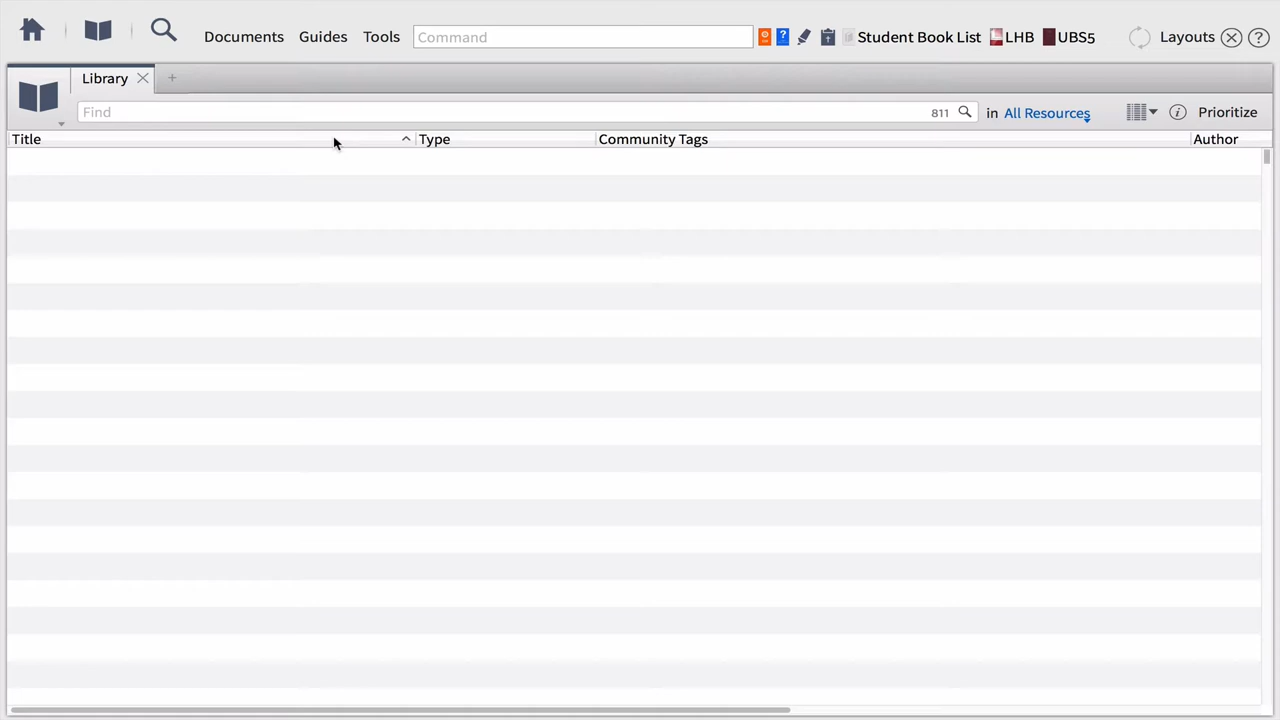 Documents Guides Tools Command Student Book List LHB UBS5 Layouts
Library
Find 811 in All Resources Prioritize
Title Type Community Tags Author